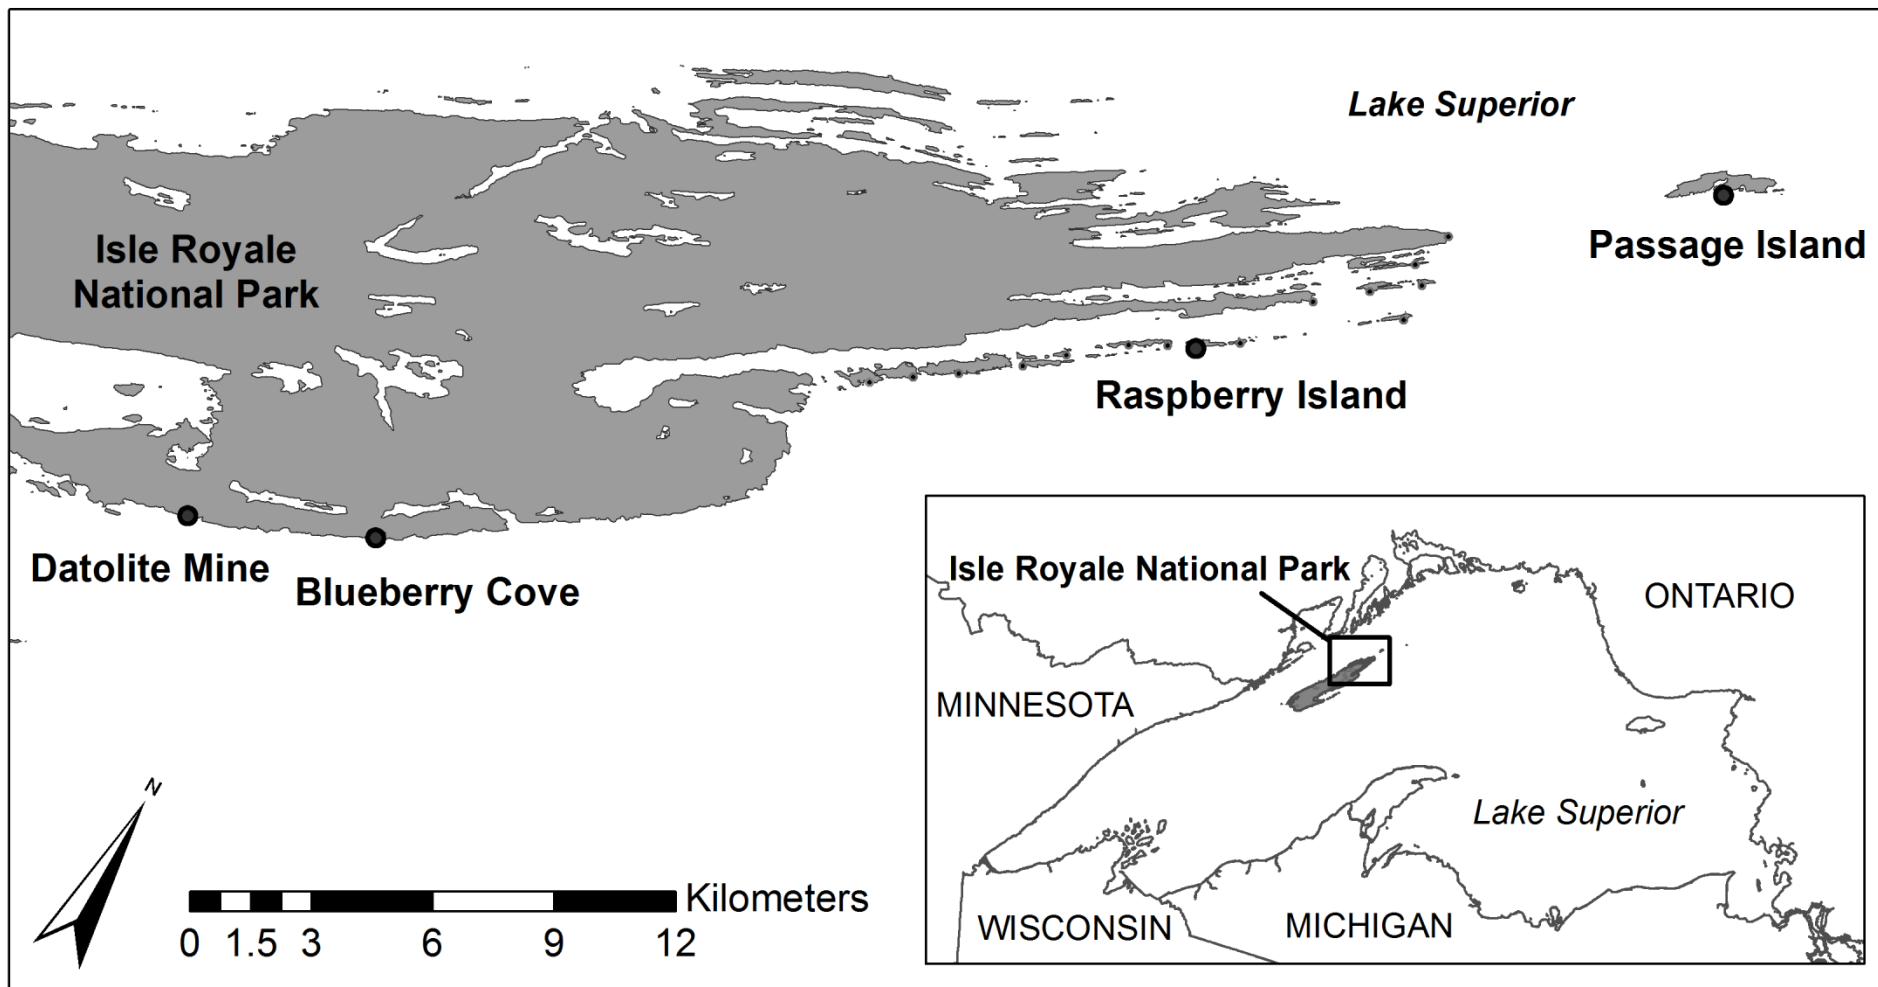 Lake Superior
Isle Royale
National Park
Passage Island
Raspberry Island
Datolite Mine
Blueberry Cove
Isle Royale National Park
ONTARIO
MINNESOTA
Lake Superior
WISCONSIN
MICHIGAN
N
Kilometers
0 1.5 3 6 9 12